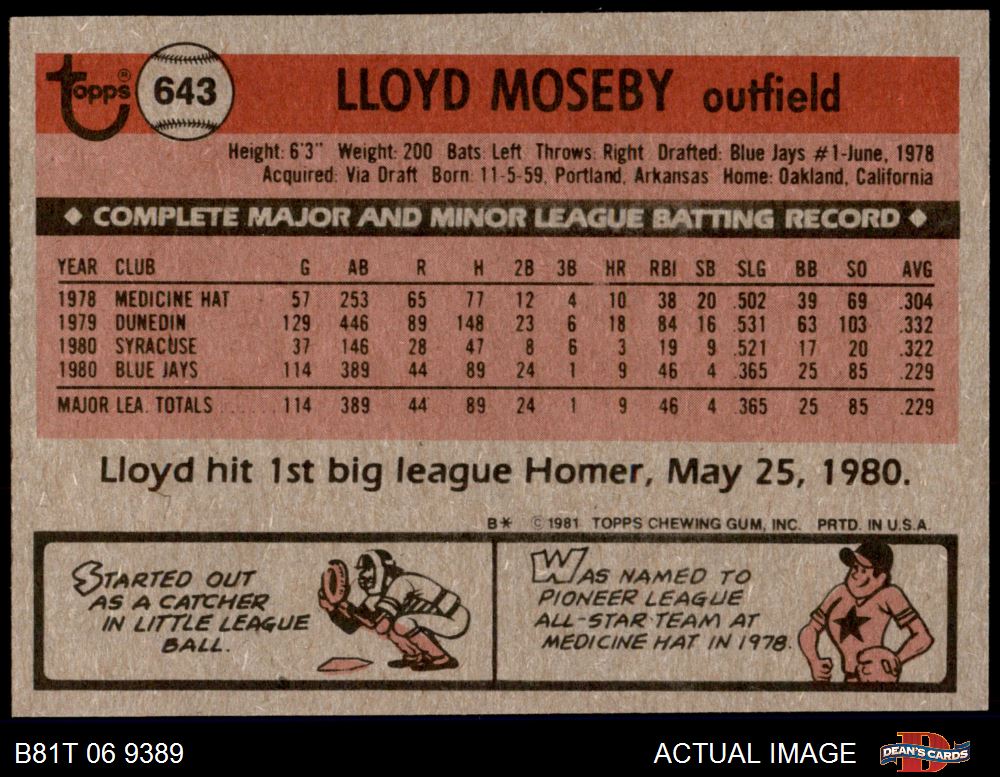 topps® 643 LLOYD MOSEBY outfield
Height: 6'3" Weight: 200 Bats: Left Throws: Right Drafted: Blue Jays #1-June, 1978
Acquired: Via Draft Born: 11-5-59, Portland, Arkansas Home: Oakland, California
◆ COMPLETE MAJOR AND MINOR LEAGUE BATTING RECORD ◆
YEAR CLUB G AB R H 2B 3B HR RBI SB SLG BB SO AVG
1978 MEDICINE HAT 57 253 65 77 12 4 10 38 20 .502 39 69 .304
1979 DUNEDIN 129 446 89 148 23 6 18 84 16 .531 63 103 .332
1980 SYRACUSE 37 146 28 47 8 6 3 19 9 .521 17 20 .322
1980 BLUE JAYS 114 389 44 89 24 1 9 46 4 .365 25 85 .229
MAJOR LEA. TOTALS ...... 114 389 44 89 24 1 9 46 4 .365 25 85 .229
Lloyd hit 1st big league Homer, May 25, 1980.
B* © 1981 TOPPS CHEWING GUM, INC. PRTD. IN U.S.A.
STARTED OUT
AS A CATCHER
IN LITTLE LEAGUE
BALL.
WAS NAMED TO
PIONEER LEAGUE
ALL-STAR TEAM AT
MEDICINE HAT IN 1978.
B81T 06 9389 ACTUAL IMAGE DEAN'S CARDS